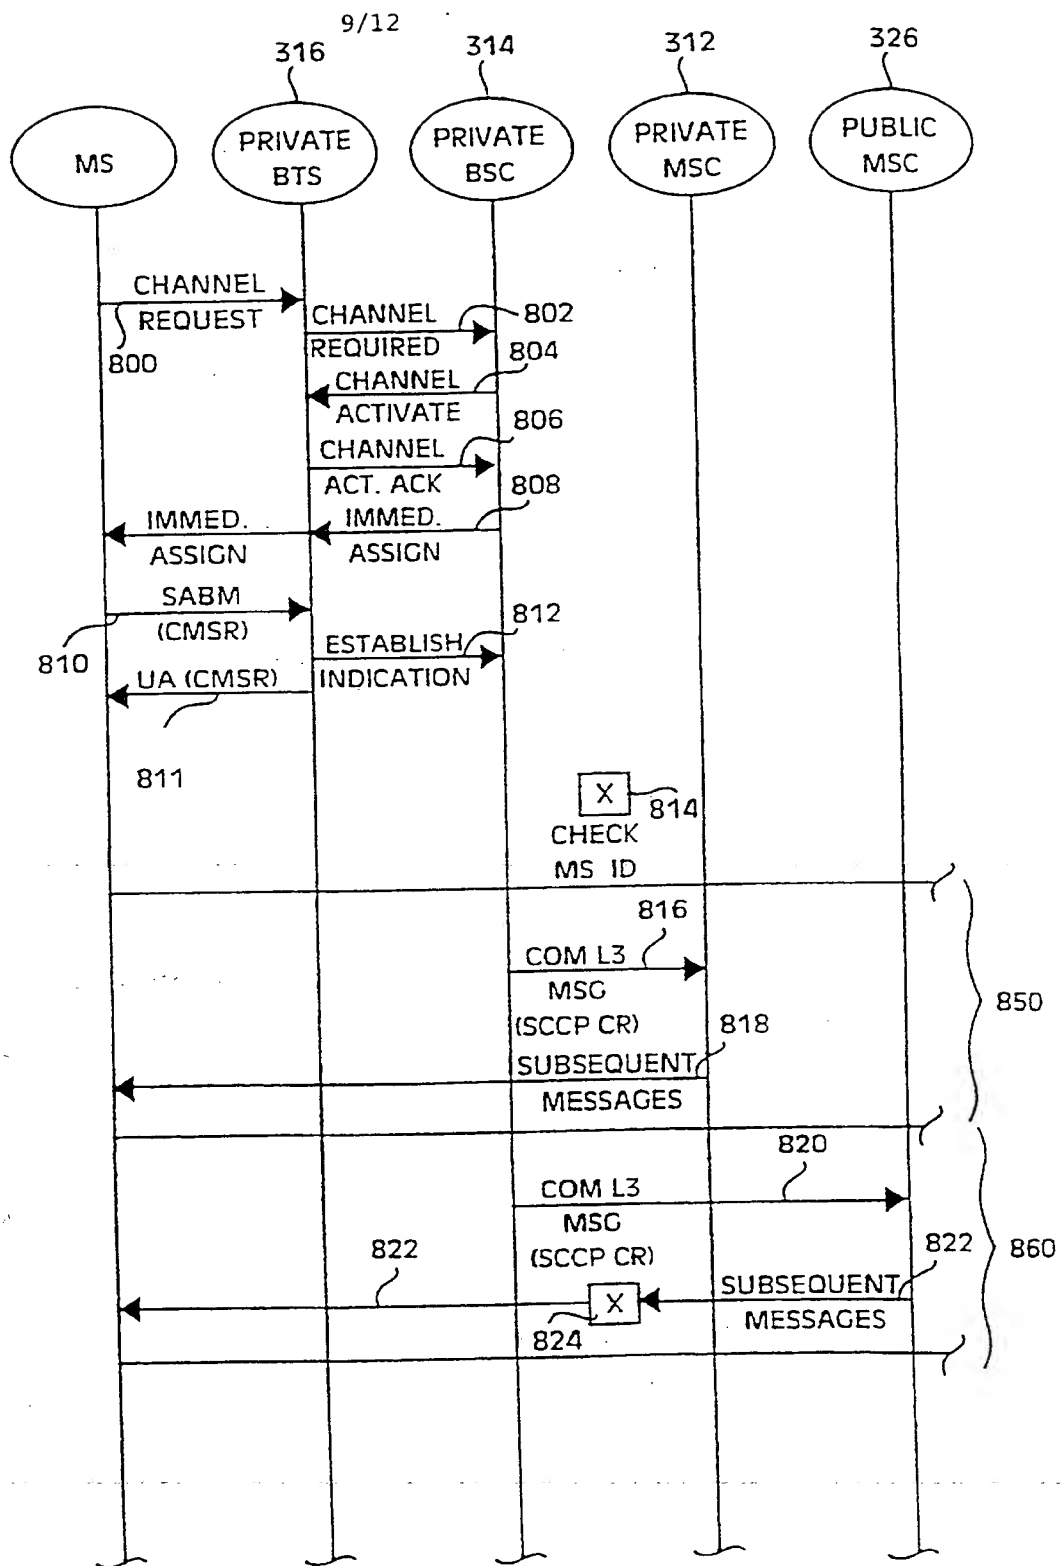 9/12
316
314
312
326
MS
PRIVATE
BTS
PRIVATE
BSC
PRIVATE
MSC
PUBLIC
MSC
CHANNEL
REQUEST
800
CHANNEL
REQUIRED
802
804
CHANNEL
ACTIVATE
806
CHANNEL
ACT. ACK
808
IMMED.
ASSIGN
IMMED.
ASSIGN
SABM
(CMSR)
810
812
ESTABLISH
INDICATION
UA (CMSR)
811
X
814
CHECK
MS ID
816
COM L3
MSG
(SCCP CR)
850
818
SUBSEQUENT
MESSAGES
820
COM L3
MSG
(SCCP CR)
860
822
822
SUBSEQUENT
MESSAGES
X
824